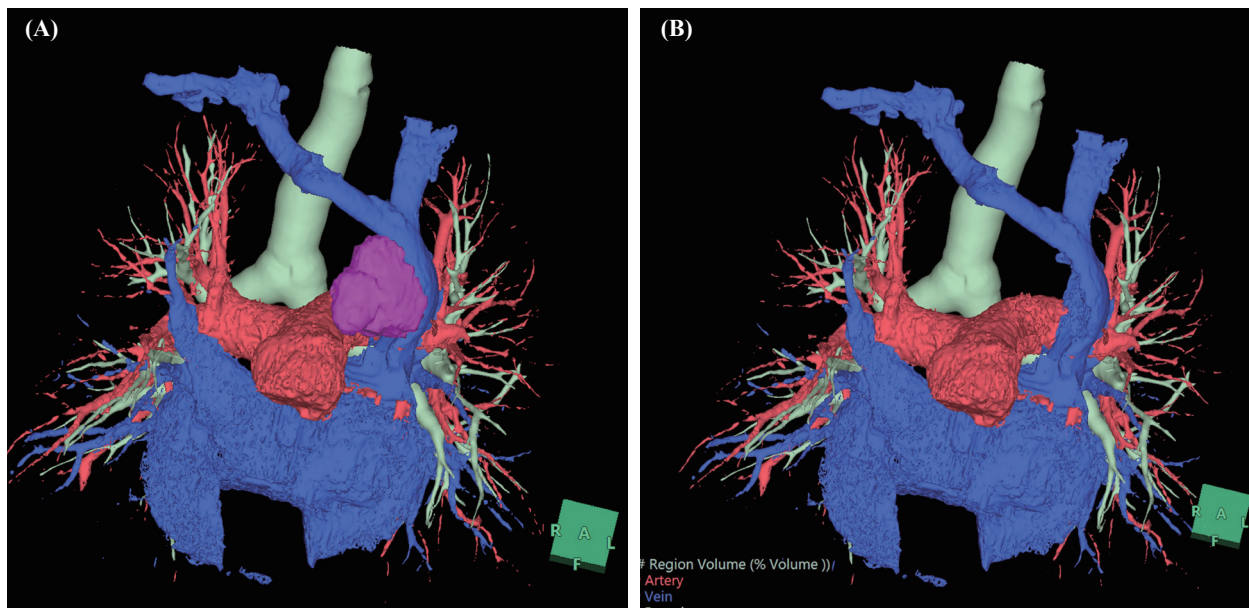 (A)
(B)
R A L
F
R A L
F
# Region Volume (% Volume ))
Artery
Vein